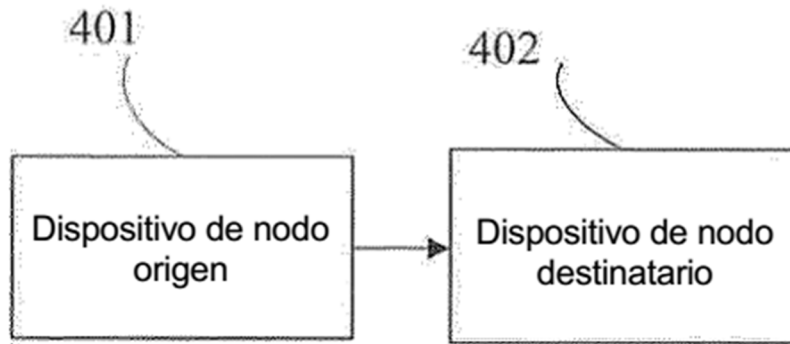 401
402
Dispositivo de nodo
origen
Dispositivo de nodo
destinatario